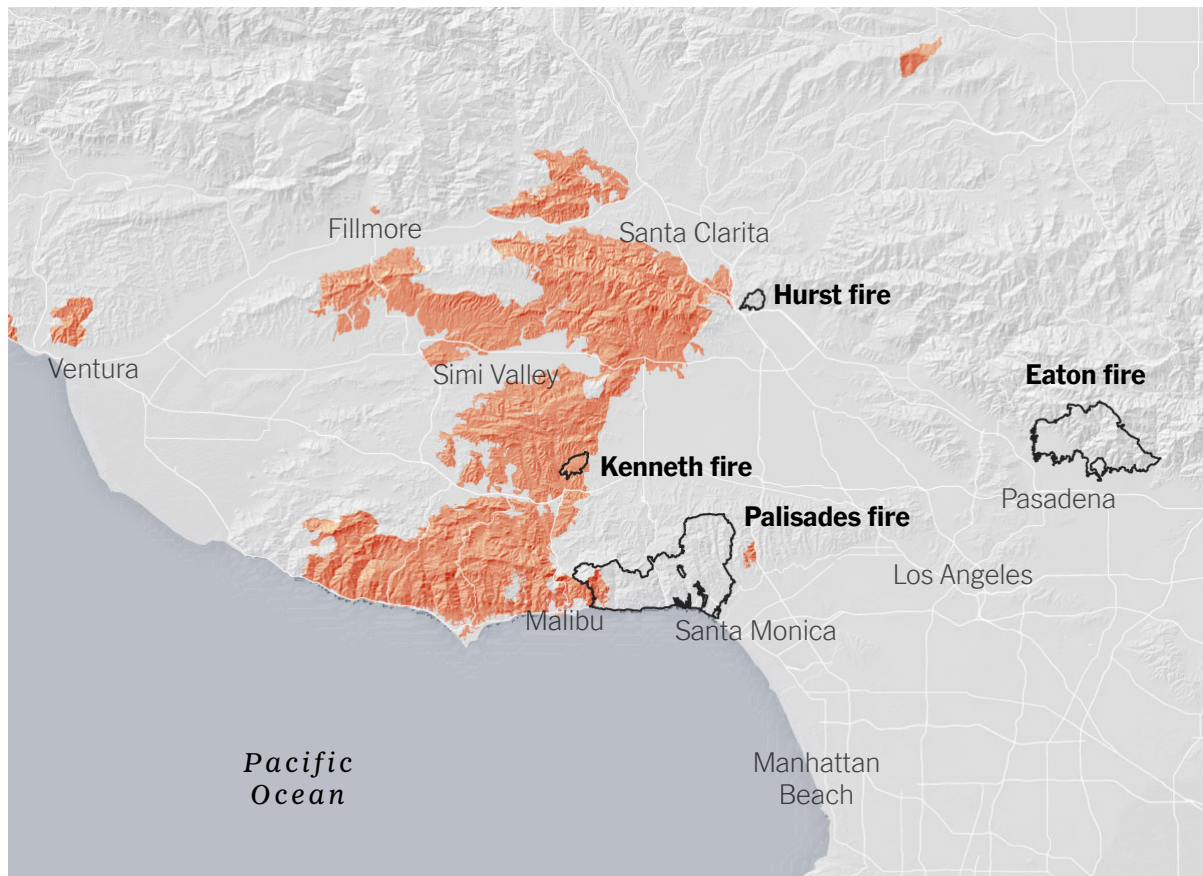 Fillmore
Santa Clarita
Hurst fire
Ventura
Simi Valley
Eaton fire
Kenneth fire
Pasadena
Palisades fire
Los Angeles
Malibu
Santa Monica
Pacific
Ocean
Manhattan
Beach